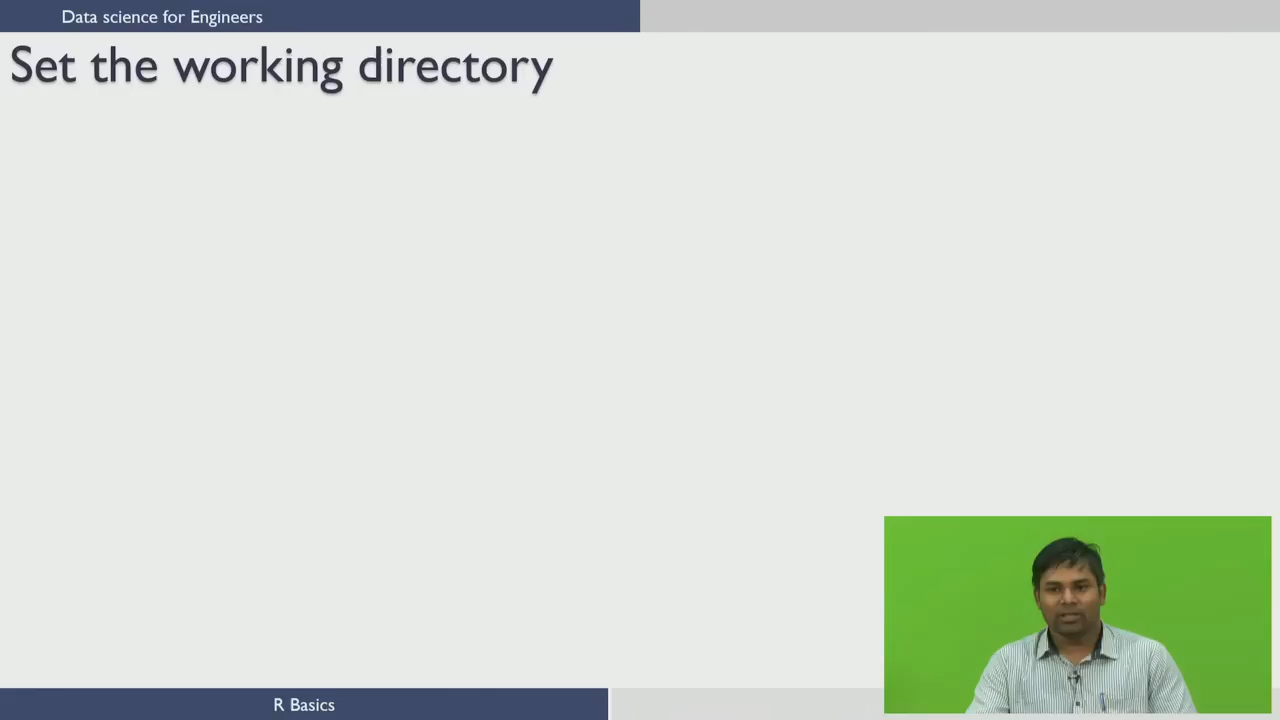 Data science for Engineers
Set the working directory
R Basics